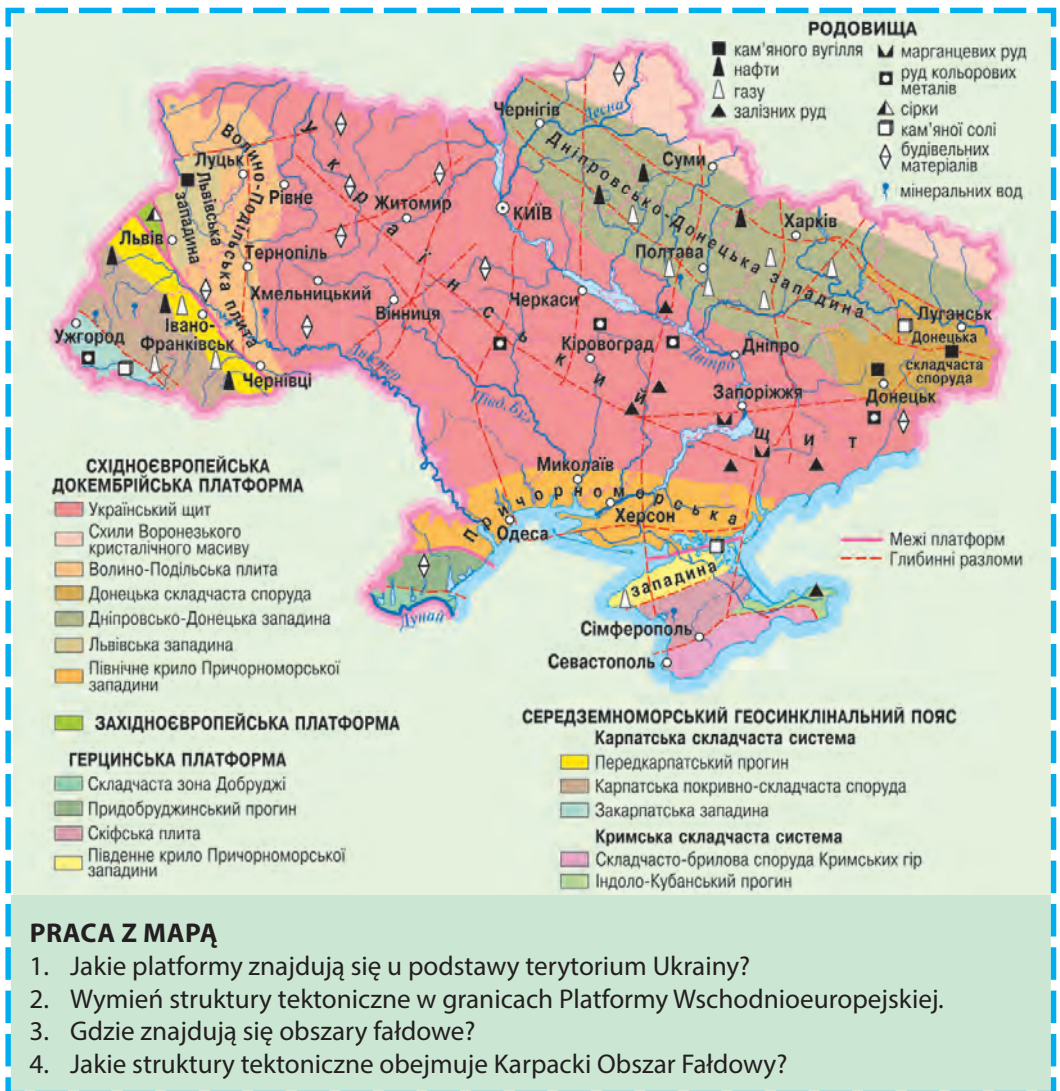 РОДОВИЩА
кам'яного вугілля
нафти
газу
залізних руд
марганцевих руд
руд кольорових
металів
сірки
кам'яної солі
будівельних
матеріалів
мінеральних вод
Чернігів
Десна
Суми
Волино-Подільська плита
Луцьк
Рівне
Львівська
западина
Український щит
Житомир
КИЇВ
Дніпровсько-Донецька западина
Харків
Полтава
Львів
Тернопіль
Хмельницький
Вінниця
Черкаси
Луганськ
Донецька
складчаста
споруда
Ужгород
Івано-
Франківськ
Чернівці
Дністер
Півд. Буг
Кіровоград
Дніпро
Дніпро
Запоріжжя
Донецьк
Миколаїв
Причорноморська
западина
Херсон
Одеса
Дунай
Сімферополь
Севастополь
Межі платформ
Глибинні разломи
СХІДНОЄВРОПЕЙСЬКА
ДОКЕМБРІЙСЬКА ПЛАТФОРМА
Український щит
Схили Воронезького
кристалічного масиву
Волино-Подільська плита
Донецька складчаста споруда
Дніпровсько-Донецька западина
Львівська западина
Північне крило Причорноморської
западини
ЗАХІДНОЄВРОПЕЙСЬКА ПЛАТФОРМА
ГЕРЦИНСЬКА ПЛАТФОРМА
Складчаста зона Добруджі
Придобруджинський прогин
Скіфська плита
Південне крило Причорноморської
западини
СЕРЕДЗЕМНОМОРСЬКИЙ ГЕОСИНКЛІНАЛЬНИЙ ПОЯС
Карпатська складчаста система
Передкарпатський прогин
Карпатська покривно-складчаста споруда
Закарпатська западина
Кримська складчаста система
Складчасто-брилова споруда Кримських гір
Індоло-Кубанський прогин
PRACA Z MAPĄ
1. Jakie platformy znajdują się u podstawy terytorium Ukrainy?
2. Wymień struktury tektoniczne w granicach Platformy Wschodnioeuropejskiej.
3. Gdzie znajdują się obszary fałdowe?
4. Jakie struktury tektoniczne obejmuje Karpacki Obszar Fałdowy?